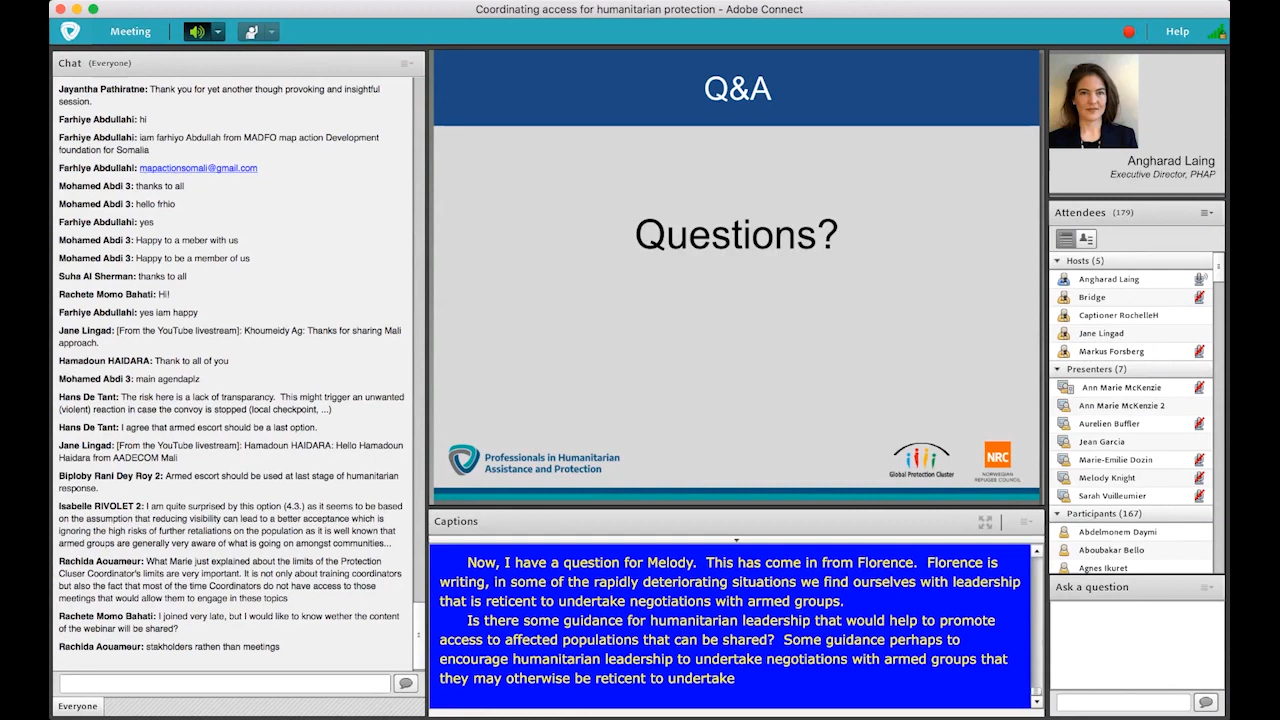 Coordinating access for humanitarian protection - Adobe Connect
Meeting
Help
Chat (Everyone)
Jayantha Pathiratne: Thank you for yet another though provoking and insightful
session.
Farhiye Abdullahi: hi
Farhiye Abdullahi: iam farhiyo Abdullah from MADFO map action Development
foundation for Somalia
Farhiye Abdullahi: mapactionsomali@gmail.com
Mohamed Abdi 3: thanks to all
Mohamed Abdi 3: hello frhio
Farhiye Abdullahi: yes
Mohamed Abdi 3: Happy to a meber with us
Mohamed Abdi 3: Happy to be a member of us
Suha Al Sherman: thanks to all
Rachete Momo Bahati: Hi!
Farhiye Abdullahi: yes iam happy
Jane Lingad: [From the YouTube livestream]: Khoumeidy Ag: Thanks for sharing Mali
approach.
Hamadoun HAIDARA: Thank to all of you
Mohamed Abdi 3: main agendaplz
Hans De Tant: The risk here is a lack of transparancy. This might trigger an unwanted
(violent) reaction in case the convoy is stopped (local checkpoint, ...)
Hans De Tant: I agree that armed escort should be a last option.
Jane Lingad: [From the YouTube livestream]: Hamadoun HAIDARA: Hello Hamadoun
Haidara from AADECOM Mali
Biploby Rani Dey Roy 2: Armed escort should be used at last stage of humanitarian
response.
Isabelle RIVOLET 2: I am quite surprised by this option (4.3.) as it seems to be based
on the assumption that reducing visibility can lead to a better acceptance which is
ignoring the high risks of further retaliations on the population as it is well known that
armed groups are generally very aware of what is going on amongst communities...
Rachida Aouameur: What Marie just explained about the limits of the Protection
Cluser Coordinator's limits are very important. It is not only about training coordinators
but also the fact that most of the time Coordinators do not have access to those
meetings that would allow them to engage in these topics
Rachete Momo Bahati: I joined very late, but I would like to know wether the content
of the webinar will be shared?
Rachida Aouameur: stakholders rathen than meetings
Everyone
Q&A
Questions?
Professionals in Humanitarian
Assistance and Protection
Global Protection Cluster
NRC
NORWEGIAN
REFUGEE COUNCIL
Captions
Now, I have a question for Melody. This has come in from Florence. Florence is
writing, in some of the rapidly deteriorating situations we find ourselves with leadership
that is reticent to undertake negotiations with armed groups.
Is there some guidance for humanitarian leadership that would help to promote
access to affected populations that can be shared? Some guidance perhaps to
encourage humanitarian leadership to undertake negotiations with armed groups that
they may otherwise be reticent to undertake
Angharad Laing
Executive Director, PHAP
Attendees (179)
Hosts (5)
Angharad Laing
Bridge
Captioner RochelleH
Jane Lingad
Markus Forsberg
Presenters (7)
Ann Marie McKenzie
Ann Marie McKenzie 2
Aurelien Buffler
Jean Garcia
Marie-Emilie Dozin
Melody Knight
Sarah Vuilleumier
Participants (167)
Abdelmonem Daymi
Aboubakar Bello
Agnes Ikuret
Ask a question